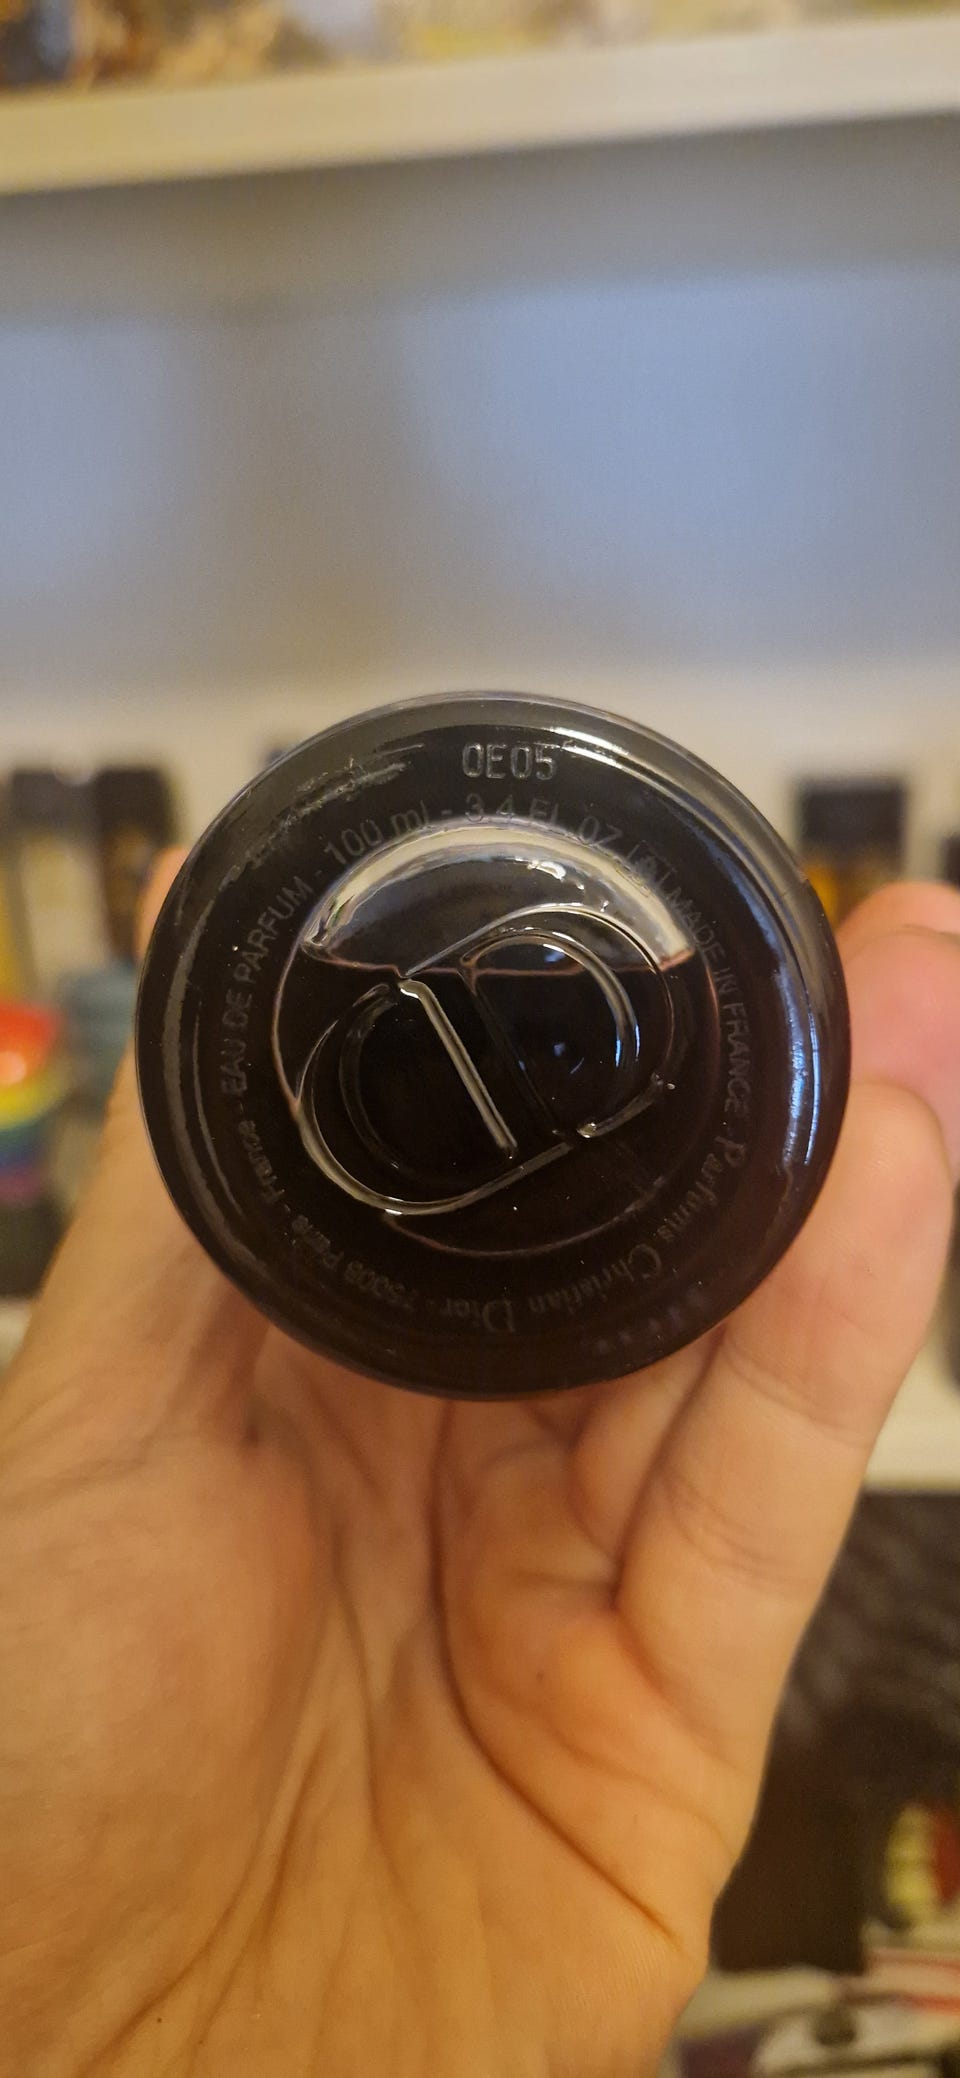 0E05
EAU DE PARFUM - 100 ml - 3.4 FL.OZ. MADE IN FRANCE - Parfums Christian Dior - 75008 Paris - France -
CD